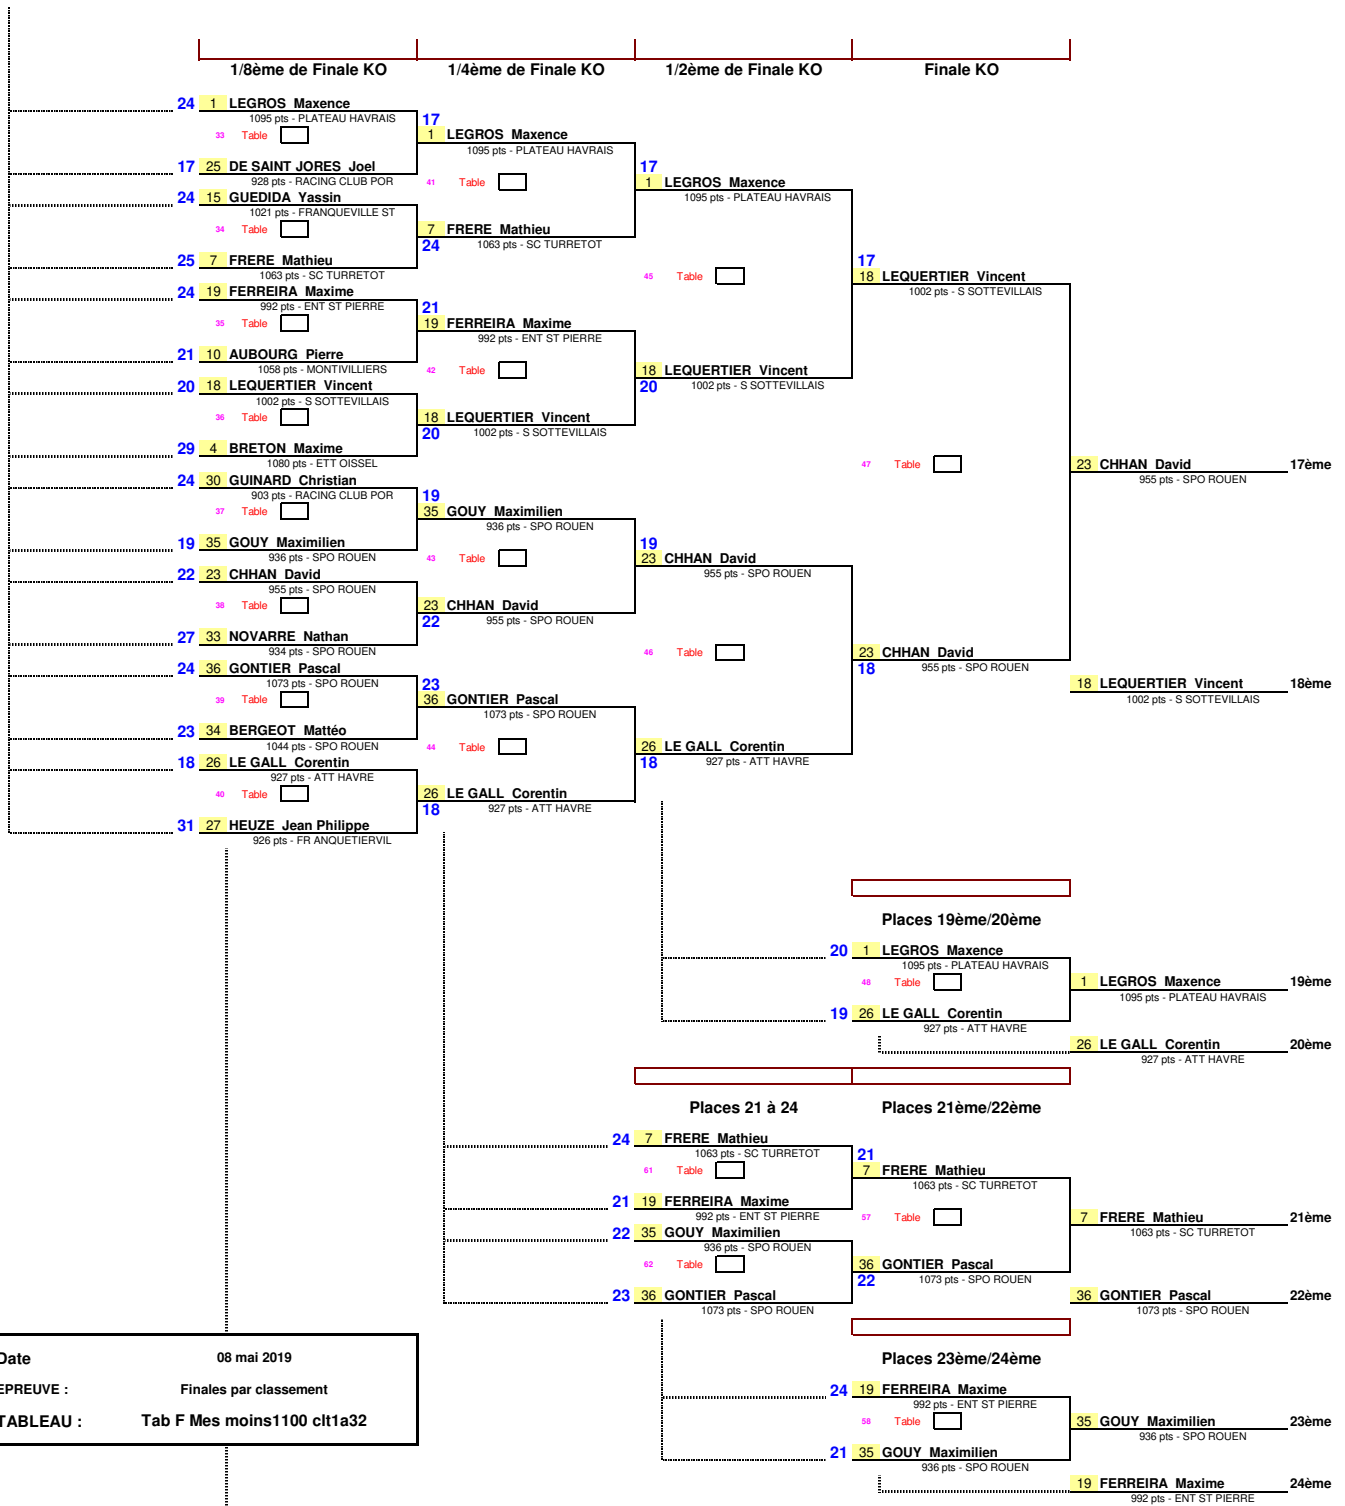 1/8ème de Finale KO 1/4ème de Finale KO 1/2ème de Finale KO Finale KO
24 1 LEGROS Maxence
1095 pts - PLATEAU HAVRAIS
17
33 Table
1 LEGROS Maxence
1095 pts - PLATEAU HAVRAIS
17 25 DE SAINT JORES Joel
928 pts - RACING CLUB POR
17
41 Table
1 LEGROS Maxence
1095 pts - PLATEAU HAVRAIS
24 15 GUEDIDA Yassin
1021 pts - FRANQUEVILLE ST
34 Table
7 FRERE Mathieu
24 1063 pts - SC TURRETOT
25 7 FRERE Mathieu
1063 pts - SC TURRETOT
17
45 Table
18 LEQUERTIER Vincent
1002 pts - S SOTTEVILLAIS
24 19 FERREIRA Maxime
992 pts - ENT ST PIERRE
21
35 Table
19 FERREIRA Maxime
992 pts - ENT ST PIERRE
21 10 AUBOURG Pierre
1058 pts - MONTIVILLIERS
42 Table
18 LEQUERTIER Vincent
20 1002 pts - S SOTTEVILLAIS
20 18 LEQUERTIER Vincent
1002 pts - S SOTTEVILLAIS
36 Table
18 LEQUERTIER Vincent
20 1002 pts - S SOTTEVILLAIS
29 4 BRETON Maxime
1080 pts - ETT OISSEL
47 Table
23 CHHAN David 17ème
955 pts - SPO ROUEN
24 30 GUINARD Christian
903 pts - RACING CLUB POR
19
37 Table
35 GOUY Maximilien
936 pts - SPO ROUEN
19 35 GOUY Maximilien
936 pts - SPO ROUEN
19
43 Table
23 CHHAN David
955 pts - SPO ROUEN
22 23 CHHAN David
955 pts - SPO ROUEN
38 Table
23 CHHAN David
22 955 pts - SPO ROUEN
27 33 NOVARRE Nathan
934 pts - SPO ROUEN
46 Table
23 CHHAN David
18 955 pts - SPO ROUEN
24 36 GONTIER Pascal
1073 pts - SPO ROUEN
18 LEQUERTIER Vincent 18ème
1002 pts - S SOTTEVILLAIS
23
39 Table
36 GONTIER Pascal
1073 pts - SPO ROUEN
23 34 BERGEOT Mattéo
1044 pts - SPO ROUEN
44 Table
26 LE GALL Corentin
18 927 pts - ATT HAVRE
18 26 LE GALL Corentin
927 pts - ATT HAVRE
40 Table
26 LE GALL Corentin
18 927 pts - ATT HAVRE
31 27 HEUZE Jean Philippe
926 pts - FR ANQUETIERVIL
Places 19ème/20ème
20 1 LEGROS Maxence
1095 pts - PLATEAU HAVRAIS
48 Table
1 LEGROS Maxence 19ème
1095 pts - PLATEAU HAVRAIS
19 26 LE GALL Corentin
927 pts - ATT HAVRE
26 LE GALL Corentin 20ème
927 pts - ATT HAVRE
Places 21 à 24 Places 21ème/22ème
24 7 FRERE Mathieu
1063 pts - SC TURRETOT
21
61 Table
7 FRERE Mathieu
1063 pts - SC TURRETOT
21 19 FERREIRA Maxime
992 pts - ENT ST PIERRE
57 Table
7 FRERE Mathieu 21ème
1063 pts - SC TURRETOT
22 35 GOUY Maximilien
936 pts - SPO ROUEN
62 Table
36 GONTIER Pascal
22 1073 pts - SPO ROUEN
23 36 GONTIER Pascal
1073 pts - SPO ROUEN
36 GONTIER Pascal 22ème
1073 pts - SPO ROUEN
Places 23ème/24ème
24 19 FERREIRA Maxime
992 pts - ENT ST PIERRE
58 Table
35 GOUY Maximilien 23ème
936 pts - SPO ROUEN
21 35 GOUY Maximilien
936 pts - SPO ROUEN
19 FERREIRA Maxime 24ème
992 pts - ENT ST PIERRE
Date 08 mai 2019
EPREUVE : Finales par classement
TABLEAU : Tab F Mes moins1100 clt1a32